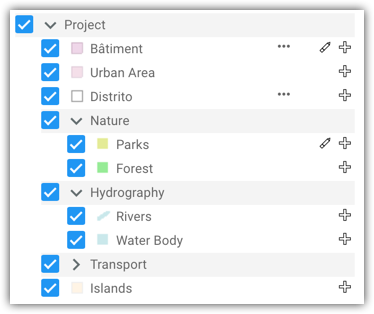 Project
Bâtiment
Urban Area
Distrito
Nature
Parks
Forest
Hydrography
Rivers
Water Body
Transport
Islands